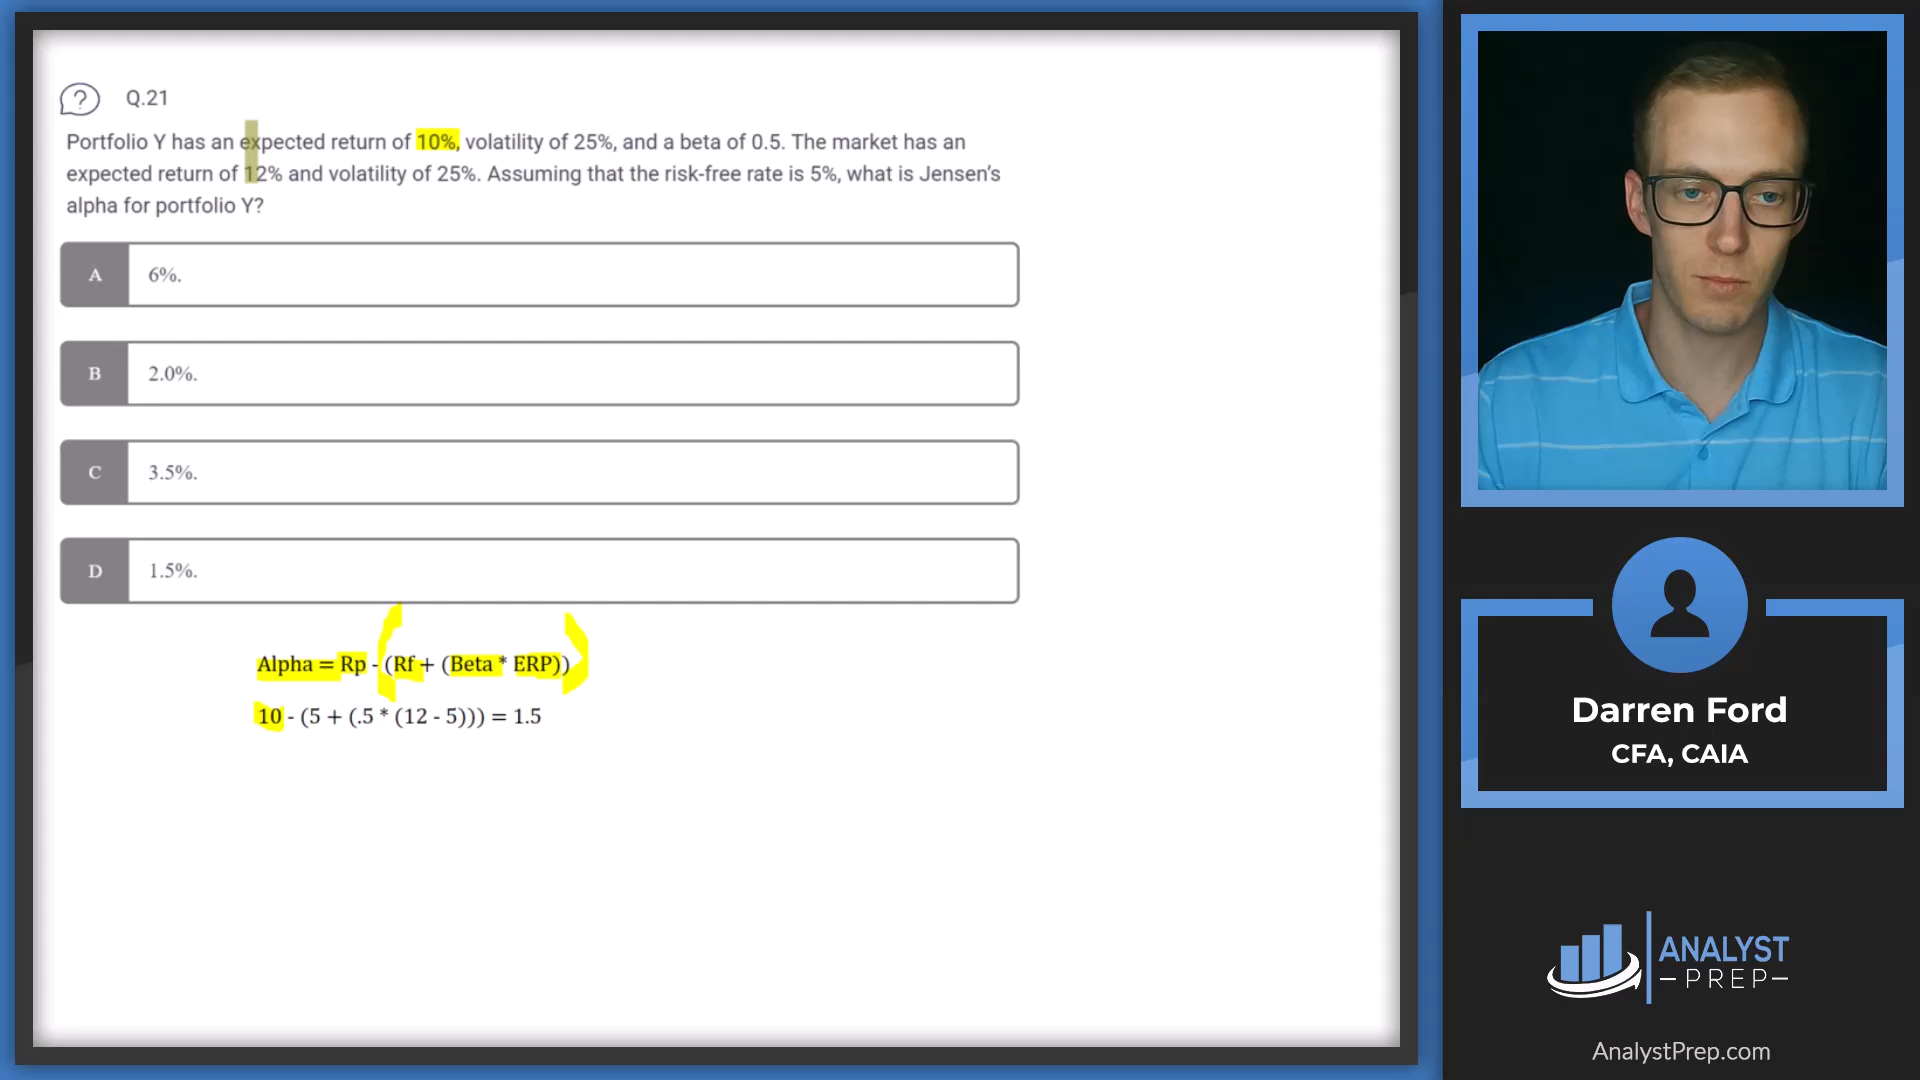 Q.21
Portfolio Y has an expected return of 10%, volatility of 25%, and a beta of 0.5. The market has an
expected return of 12% and volatility of 25%. Assuming that the risk-free rate is 5%, what is Jensen’s
alpha for portfolio Y?
A 6%.
B 2.0%.
C 3.5%.
D 1.5%.
Alpha = Rp - (Rf + (Beta * ERP))
10 - (5 + (.5 * (12 - 5))) = 1.5
Darren Ford
CFA, CAIA
ANALYST
PREP
AnalystPrep.com